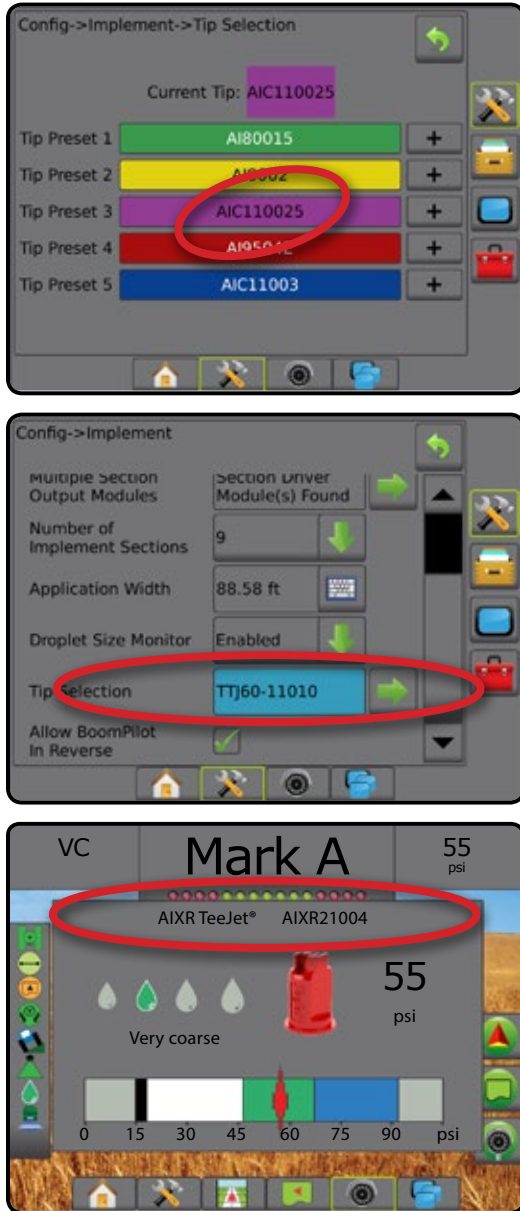 Config->Implement->Tip Selection
Current Tip: AIC110025
Tip Preset 1 AI80015 +
Tip Preset 2 +
Tip Preset 3 AIC110025 +
Tip Preset 4 +
Tip Preset 5 AIC11003 +
Config->Implement
Multiple Section Section Driver
Output Modules Module(s) Found
Number of
Implement Sections 9
Application Width 88.58 ft
Droplet Size Monitor Enabled
Tip Selection TTJ60-11010
Allow BoomPilot
In Reverse
VC Mark A 55
psi
AIXR TeeJet® AIXR21004
55
psi
Very coarse
0 15 30 45 60 75 90 psi